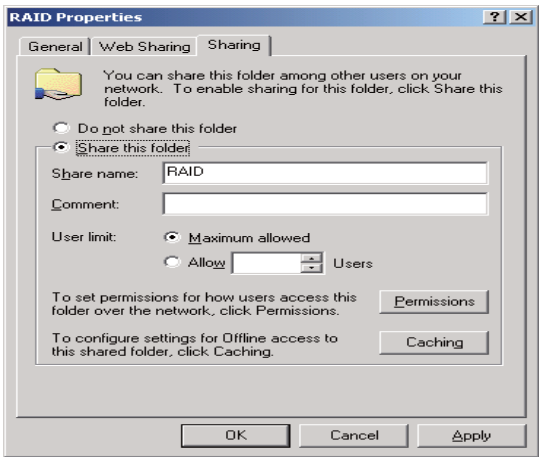 RAID Properties
General Web Sharing Sharing
You can share this folder among other users on your
network. To enable sharing for this folder, click Share this
folder.
Do not share this folder
Share this folder
Share name: RAID
Comment:
User limit: Maximum allowed
Allow Users
To set permissions for how users access this
folder over the network, click Permissions.
Permissions
To configure settings for Offline access to
this shared folder, click Caching.
Caching
OK Cancel Apply